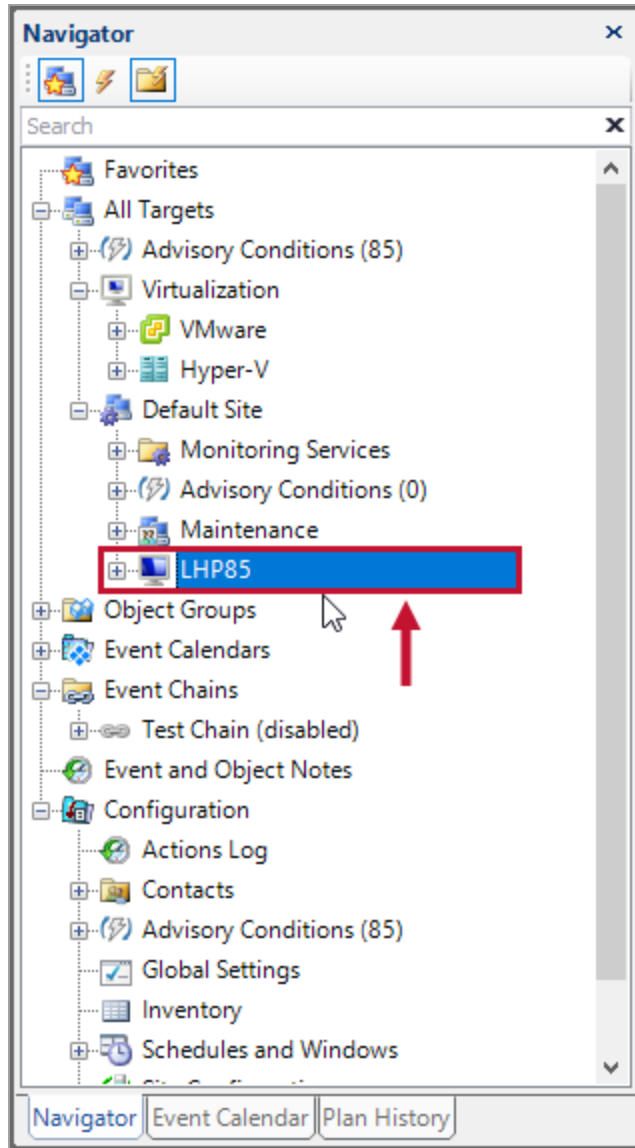 Navigator
Search
Favorites
All Targets
Advisory Conditions (85)
Virtualization
VMware
Hyper-V
Default Site
Monitoring Services
Advisory Conditions (0)
Maintenance
LHP85
Object Groups
Event Calendars
Event Chains
Test Chain (disabled)
Event and Object Notes
Configuration
Actions Log
Contacts
Advisory Conditions (85)
Global Settings
Inventory
Schedules and Windows
Navigator Event Calendar Plan History